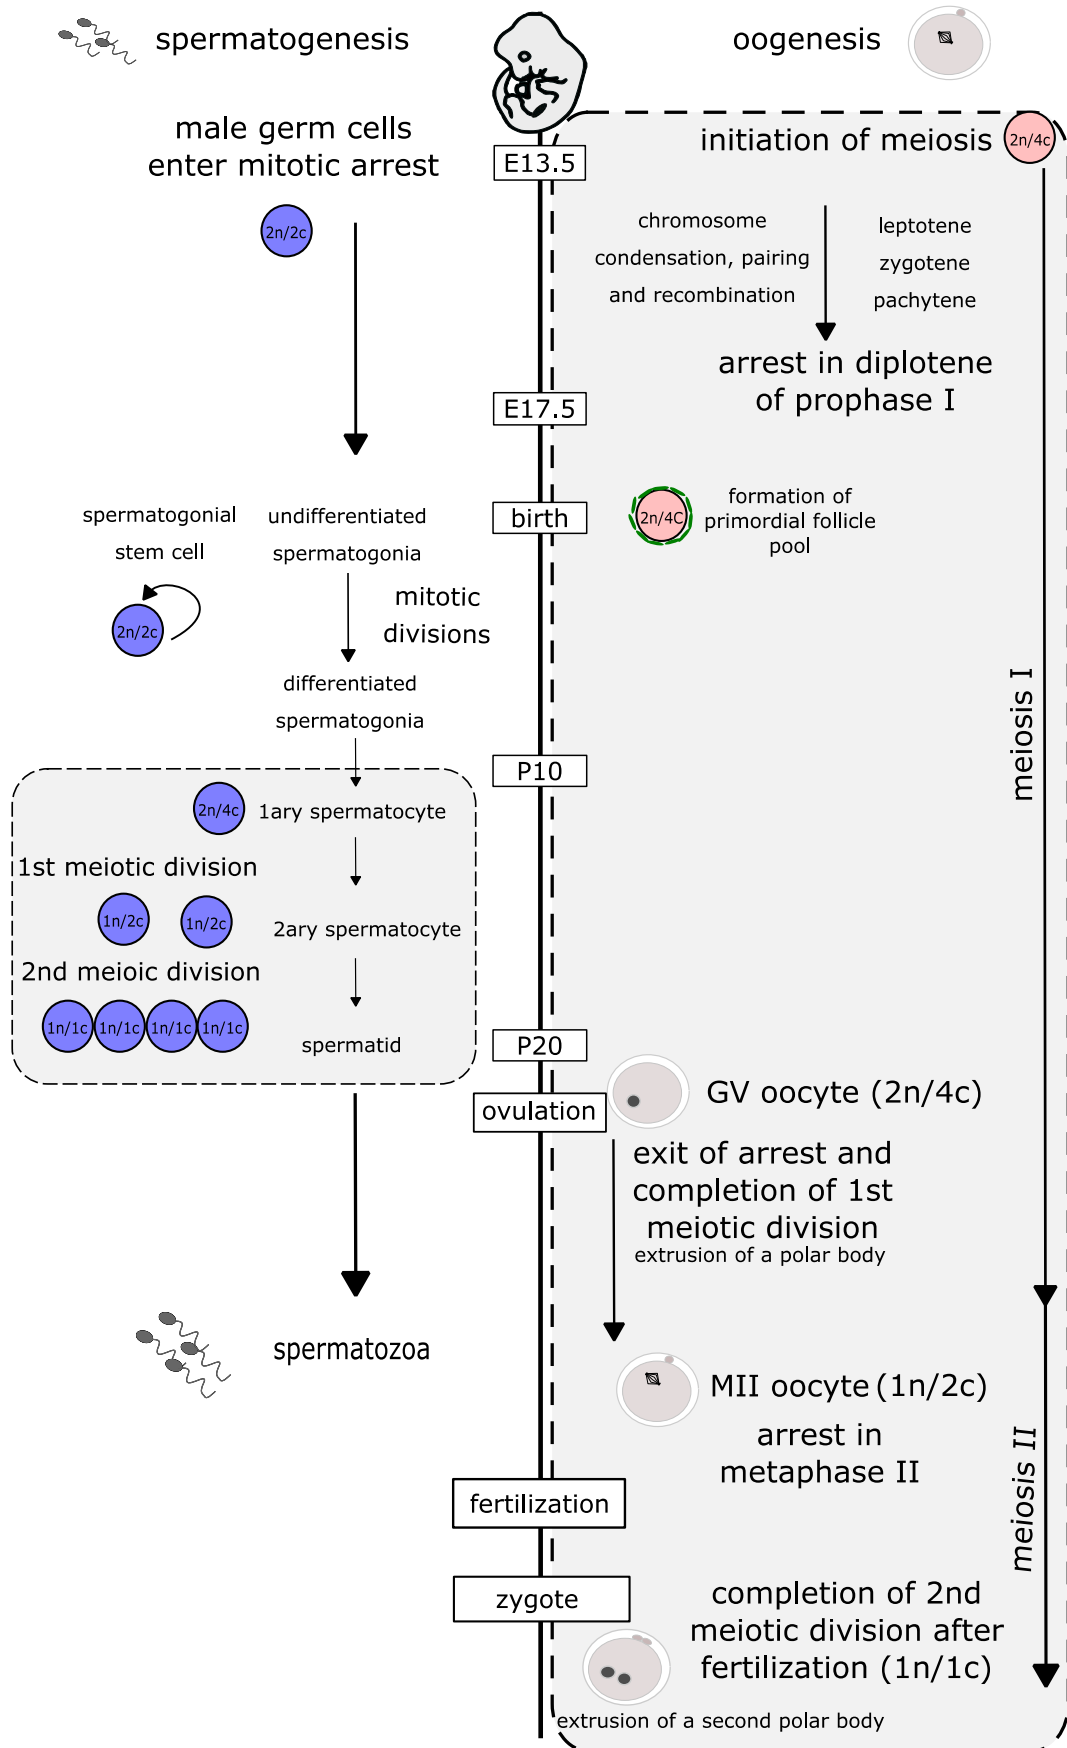 spermatogenesis
oogenesis
male germ cells
enter mitotic arrest
2n/2c
E13.5
initiation of meiosis
2n/4c
chromosome
condensation, pairing
and recombination
leptotene
zygotene
pachytene
arrest in diplotene
of prophase I
E17.5
spermatogonial
stem cell
2n/2c
undifferentiated
spermatogonia
mitotic
divisions
differentiated
spermatogonia
birth
2n/4C
formation of
primordial follicle
pool
meiosis I
P10
2n/4c
1ary spermatocyte
1st meiotic division
1n/2c
1n/2c
2ary spermatocyte
2nd meioic division
1n/1c
1n/1c
1n/1c
1n/1c
spermatid
P20
ovulation
GV oocyte (2n/4c)
exit of arrest and
completion of 1st
meiotic division
extrusion of a polar body
spermatozoa
MII oocyte (1n/2c)
arrest in
metaphase II
meiosis II
fertilization
zygote
completion of 2nd
meiotic division after
fertilization (1n/1c)
extrusion of a second polar body